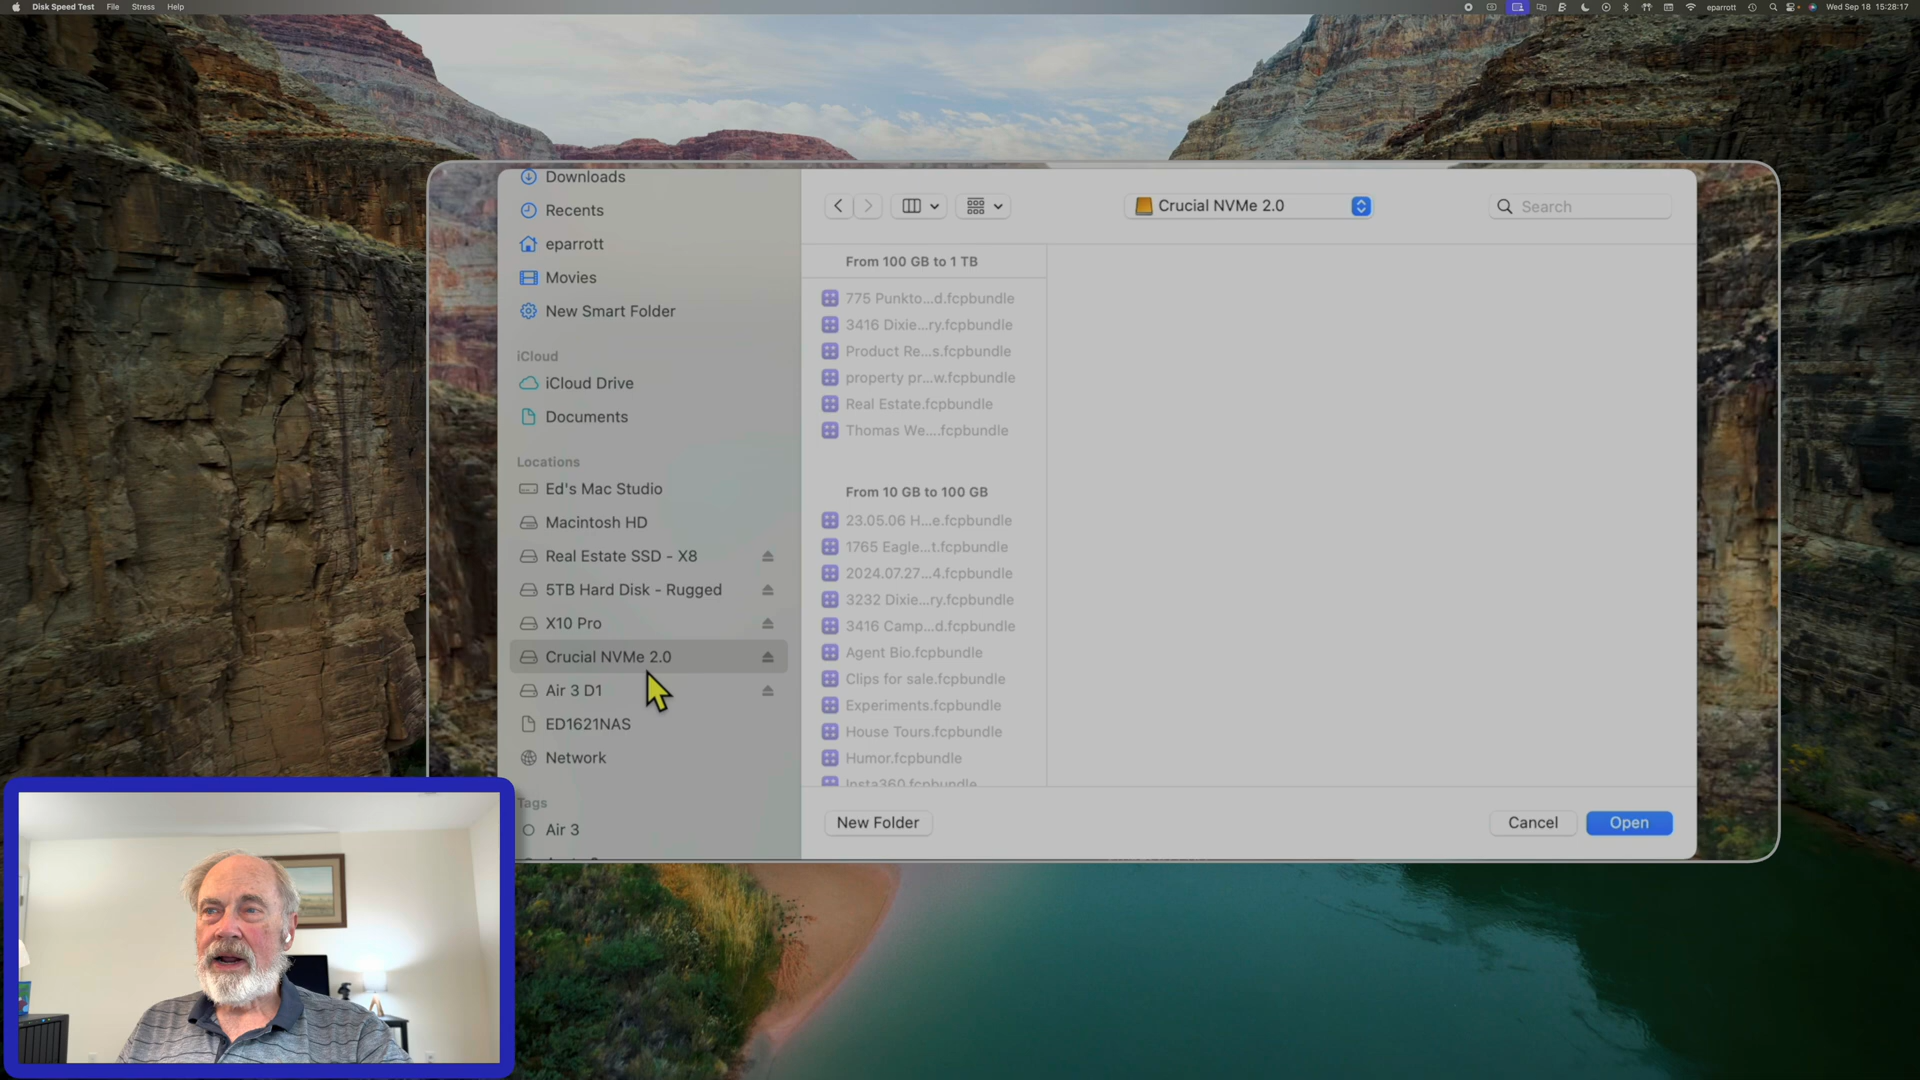 Disk Speed Test File Stress Help
eparrott Wed Sep 18 15:28:17
Downloads
Recents
eparrott
Movies
New Smart Folder
iCloud
iCloud Drive
Documents
Locations
Ed's Mac Studio
Macintosh HD
Real Estate SSD - X8
5TB Hard Disk - Rugged
X10 Pro
Crucial NVMe 2.0
Air 3 D1
ED1621NAS
Network
Tags
Air 3
Crucial NVMe 2.0
Search
From 100 GB to 1 TB
775 Punkto...d.fcpbundle
3416 Dixie...ry.fcpbundle
Product Re...s.fcpbundle
property pr...w.fcpbundle
Real Estate.fcpbundle
Thomas We....fcpbundle
From 10 GB to 100 GB
23.05.06 H...e.fcpbundle
1765 Eagle...t.fcpbundle
2024.07.27...4.fcpbundle
3232 Dixie...ry.fcpbundle
3416 Camp...d.fcpbundle
Agent Bio.fcpbundle
Clips for sale.fcpbundle
Experiments.fcpbundle
House Tours.fcpbundle
Humor.fcpbundle
Insta360.fcpbundle
New Folder
Cancel
Open